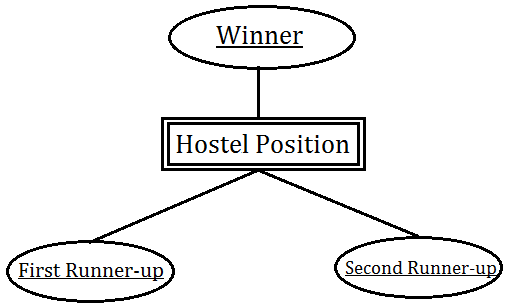 Winner
Hostel Position
First Runner-up
Second Runner-up